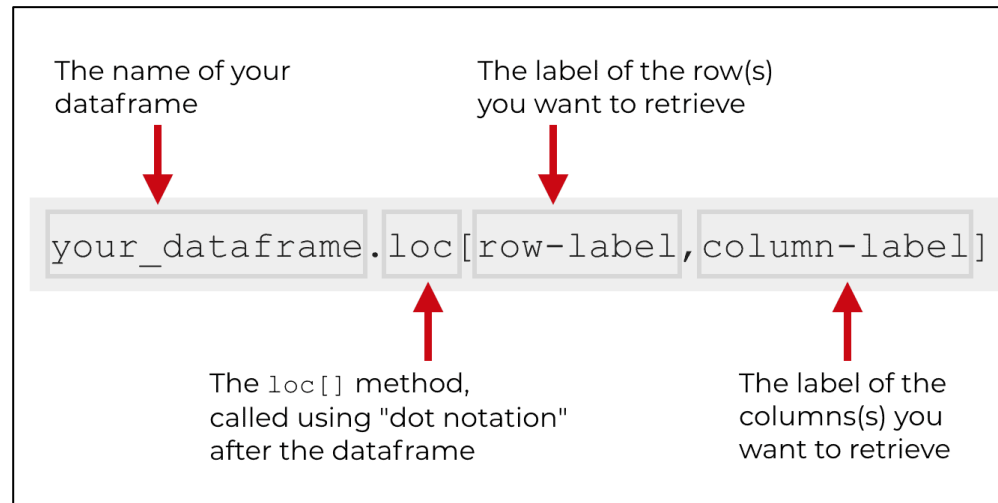 The name of your
dataframe
The label of the row(s)
you want to retrieve
your_dataframe.loc[row-label,column-label]
The loc[] method,
called using "dot notation"
after the dataframe
The label of the
columns(s) you
want to retrieve